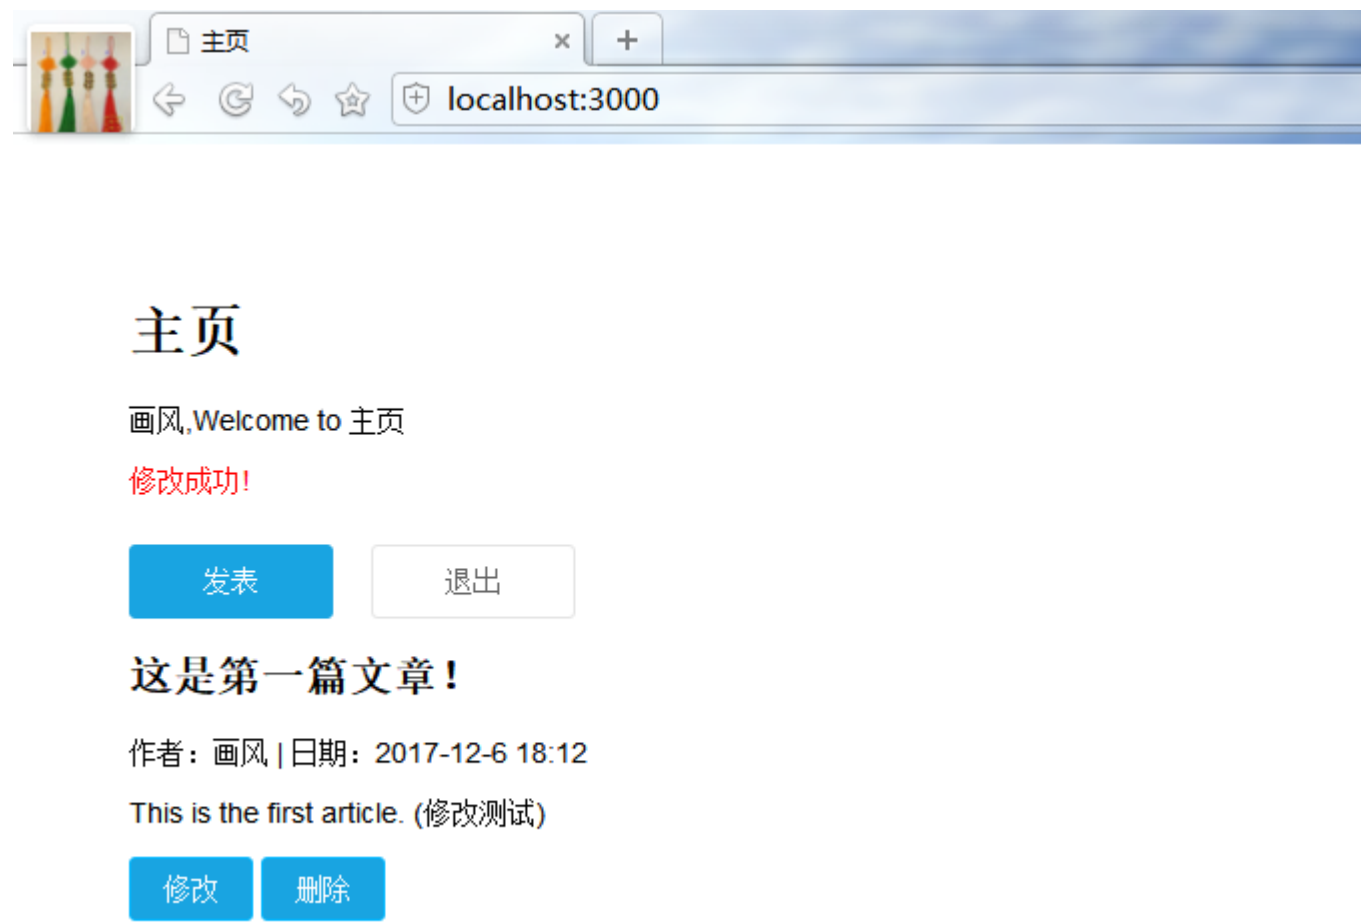 主页
localhost:3000
主页
画风,Welcome to 主页
修改成功!
发表 退出
这是第一篇文章！
作者：画风 | 日期：2017-12-6 18:12
This is the first article. (修改测试)
修改 删除